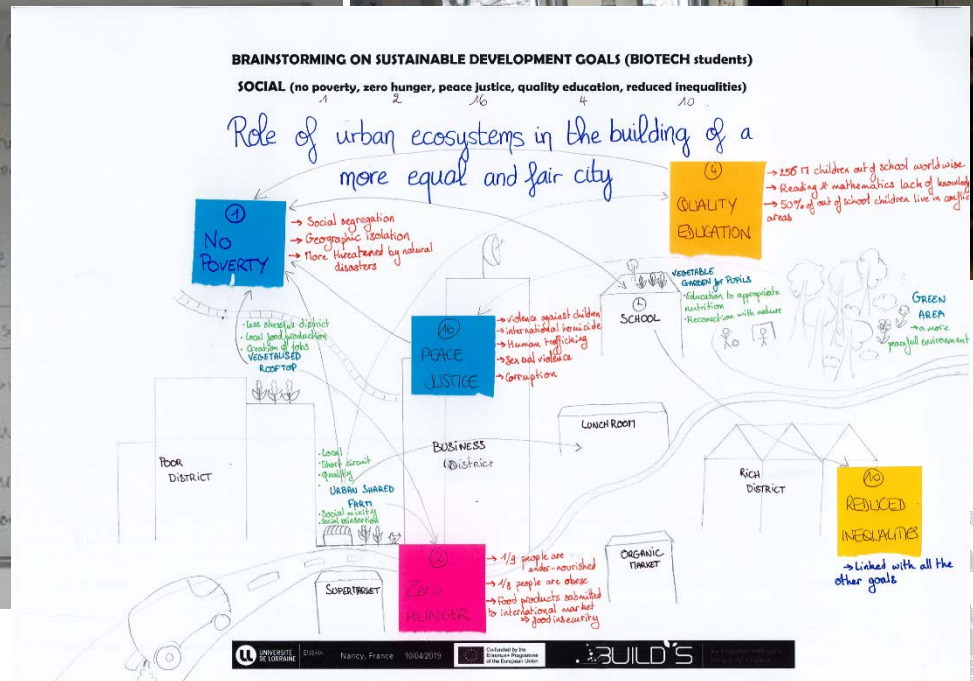 BRAINSTORMING ON SUSTAINABLE DEVELOPMENT GOALS (BIOTECH students)
SOCIAL (no poverty, zero hunger, peace justice, quality education, reduced inequalities)
1 2 16 4 10
Role of urban ecosystems in the building of a
more equal and fair city
1
NO
POVERTY
→ Social segregation
→ Geographic isolation
→ More threatened by natural
disasters
4
QUALITY
EDUCATION
→ 256 M children out of school worldwise
→ Reading & mathematics lack of knowledge
→ 50% of out of school children live in conflict
areas
16
PEACE
JUSTICE
→ Violence against children
→ international homicide
→ Human trafficking
→ Sexual violence
→ Corruption
SCHOOL
VEGETABLE
GARDEN for PUPILS
• Education to appropriate
nutrition
• Reconection with nature
GREEN
AREA
→ a more
peaceful environment
• Less stressful district
• Local food production
• Creation of jobs
VEGETALISED
ROOFTOP
POOR
DISTRICT
• Local
• Short circuit
• Quality
URBAN SHARED
FARM
• Social mixity
• Social reinsertion
BUSINESS
District
LUNCH ROOM
RICH
DISTRICT
10
REDUCED
INEQUALITIES
→ Linked with all the
other goals
SUPERMARKET
2
Zero
HUNGER
→ 1/9 people are
under-nourished
→ 1/8 people are obese
→ Food products submitted
to international market
⇒ food insecurity
ORGANIC
MARKET
UNIVERSITÉ
DE LORRAINE
ENSAIA
Nancy, France 10/04/2019
Co-funded by the
Erasmus+ Programme
of the European Union
BUILD'S